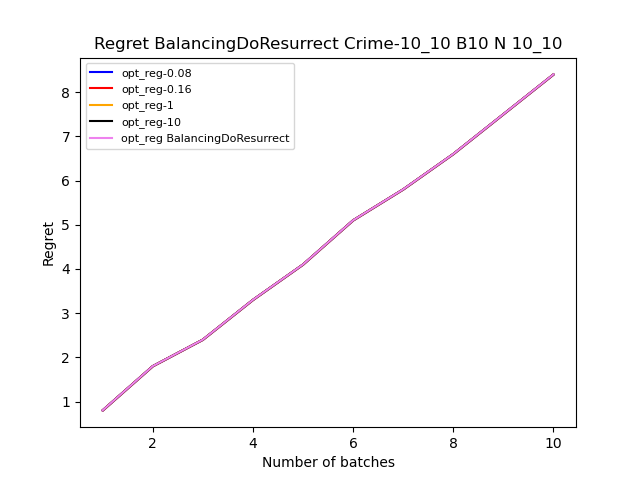 Regret BalancingDoResurrect Crime-10_10 B10 N 10_10
opt_reg-0.08
opt_reg-0.16
opt_reg-1
opt_reg-10
opt_reg BalancingDoResurrect
8
7
6
5
4
3
2
1
Regret
2 4 6 8 10
Number of batches